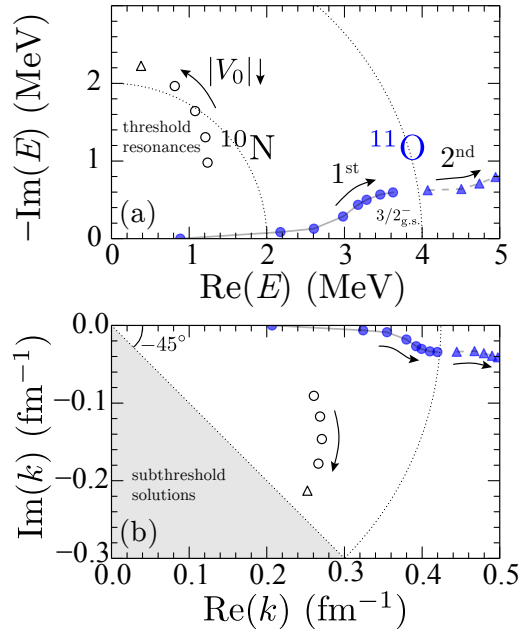 (a)
|V₀|↓
threshold
resonances
¹⁰N
¹¹O
1ˢᵗ
2ⁿᵈ
3/2⁻g.s.
−Im(E) (MeV)
2
1
0
0 1 2 3 4 5
Re(E) (MeV)
−45°
subthreshold
solutions
(b)
Im(k) (fm⁻¹)
0.0
−0.1
−0.2
−0.3
0.0 0.1 0.2 0.3 0.4 0.5
Re(k) (fm⁻¹)